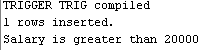 TRIGGER TRIG compiled
1 rows inserted.
Salary is greater than 20000